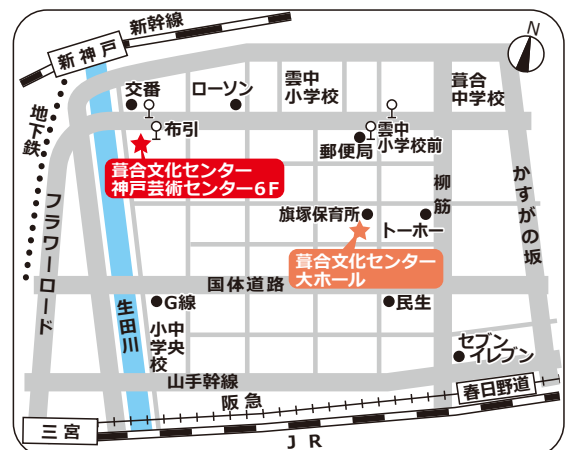 新幹線
N
新神戸
交番
ローソン
雲中
小学校
葺合
中学校
地下鉄
布引
雲中
小学校前
郵便局
葺合文化センター
神戸芸術センター6F
柳筋
かすがの坂
フラワーロード
旗塚保育所
トーホー
葺合文化センター
大ホール
国体道路
生田川
G線
民生
中央
小学校
セブン
イレブン
山手幹線
阪急
春日野道
三宮
JR